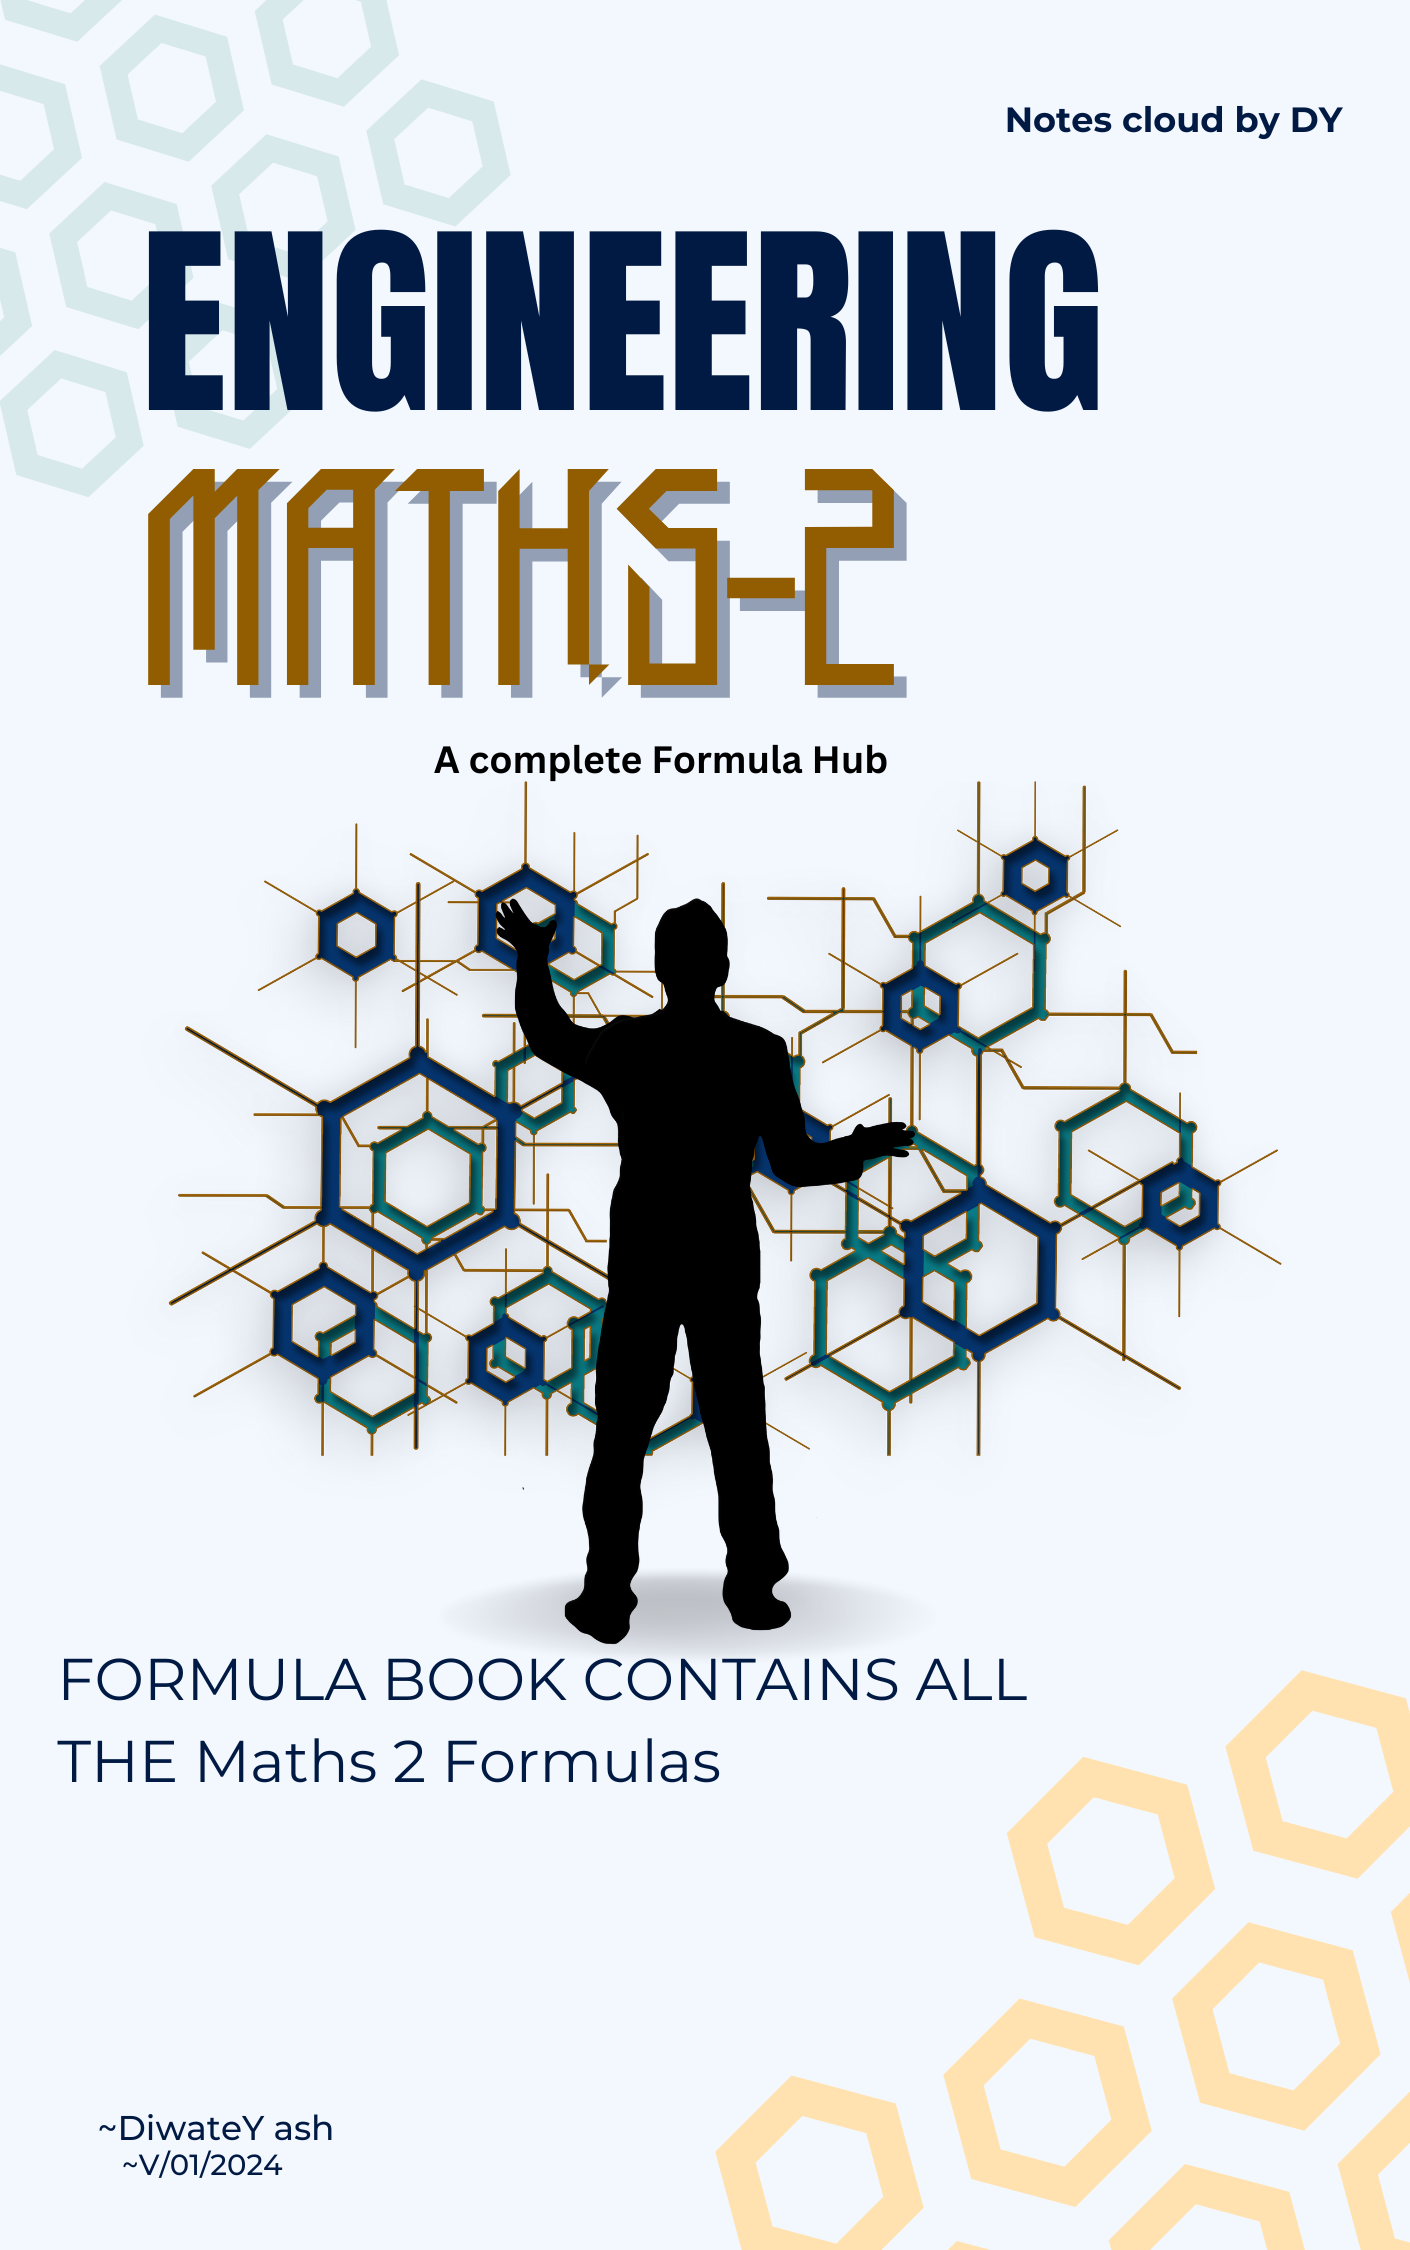 Notes cloud by DY
ENGINEERING
MATHS-2
A complete Formula Hub
FORMULA BOOK CONTAINS ALL
THE Maths 2 Formulas
~DiwateY ash
~V/01/2024